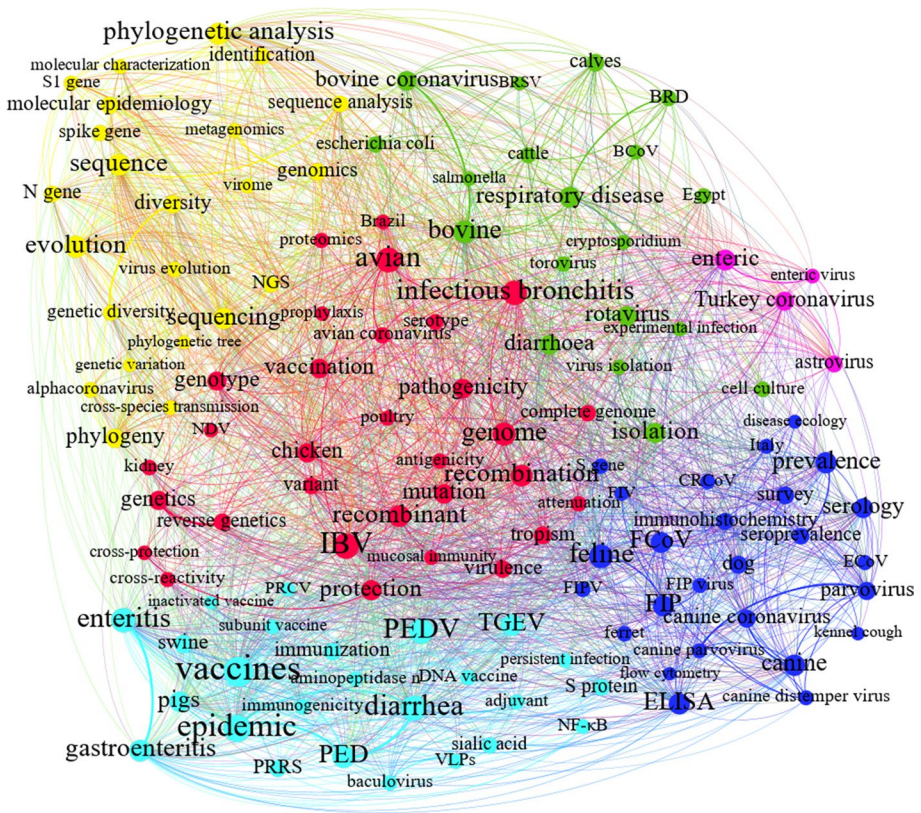 phylogenetic analysis
identification
molecular characterization
S1 gene
molecular epidemiology
spike gene
metagenomics
sequence analysis
sequence
virome
genomics
N gene
diversity
evolution
virus evolution
NGS
genetic diversity
sequencing
phylogenetic tree
genetic variation
alphacoronavirus
cross-species transmission
phylogeny
bovine coronavirus
BRSV
calves
BRD
escherichia coli
cattle
BCoV
salmonella
respiratory disease
Egypt
bovine
cryptosporidium
torovirus
rotavirus
experimental infection
diarrhoea
virus isolation
cell culture
isolation
enteric
enteric virus
Turkey coronavirus
astrovirus
Brazil
proteomics
avian
infectious bronchitis
prophylaxis
serotype
avian coronavirus
vaccination
genotype
pathogenicity
poultry
complete genome
NDV
genome
chicken
kidney
antigenicity
recombination
variant
mutation
genetics
attenuation
reverse genetics
recombinant
IBV
tropism
cross-protection
mucosal immunity
virulence
cross-reactivity
protection
disease ecology
Italy
prevalence
S gene
CRCoV
FIV
survey
serology
immunohistochemistry
seroprevalence
FCoV
feline
dog
ECoV
FIPV
FIP virus
parvovirus
FIP
canine coronavirus
ferret
kennel cough
canine parvovirus
canine
flow cytometry
canine distemper virus
ELISA
inactivated vaccine
PRCV
enteritis
subunit vaccine
PEDV
TGEV
swine
immunization
persistent infection
vaccines
aminopeptidase n
DNA vaccine
S protein
pigs
immunogenicity
diarrhea
adjuvant
epidemic
NF-κB
gastroenteritis
PED
sialic acid
PRRS
VLPs
baculovirus